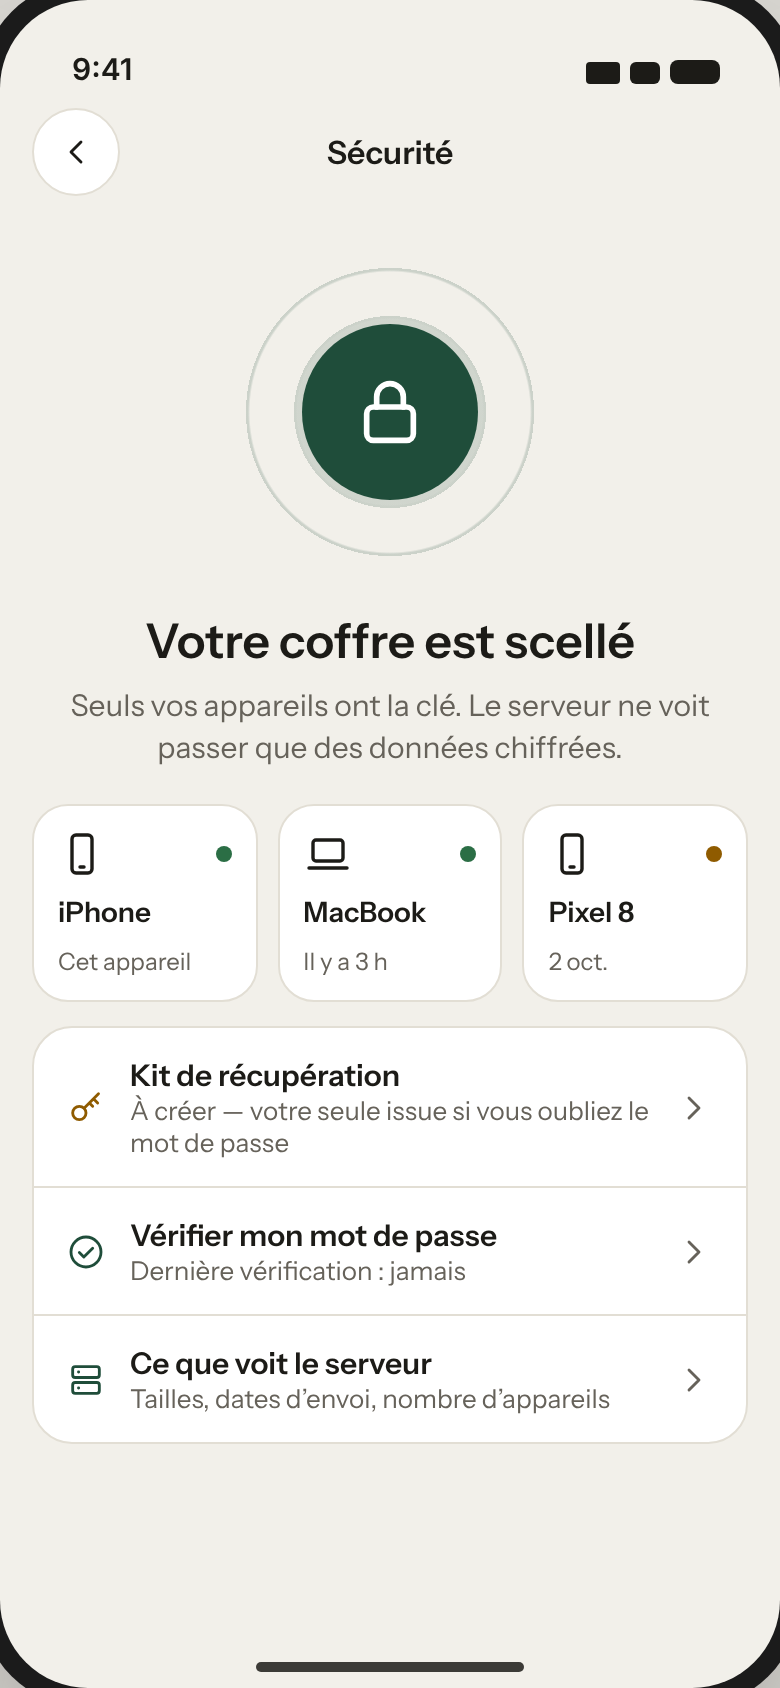 9:41
Sécurité
Votre coffre est scellé
Seuls vos appareils ont la clé. Le serveur ne voit
passer que des données chiffrées.
iPhone
Cet appareil
MacBook
Il y a 3 h
Pixel 8
2 oct.
Kit de récupération
À créer — votre seule issue si vous oubliez le
mot de passe
Vérifier mon mot de passe
Dernière vérification : jamais
Ce que voit le serveur
Tailles, dates d’envoi, nombre d’appareils